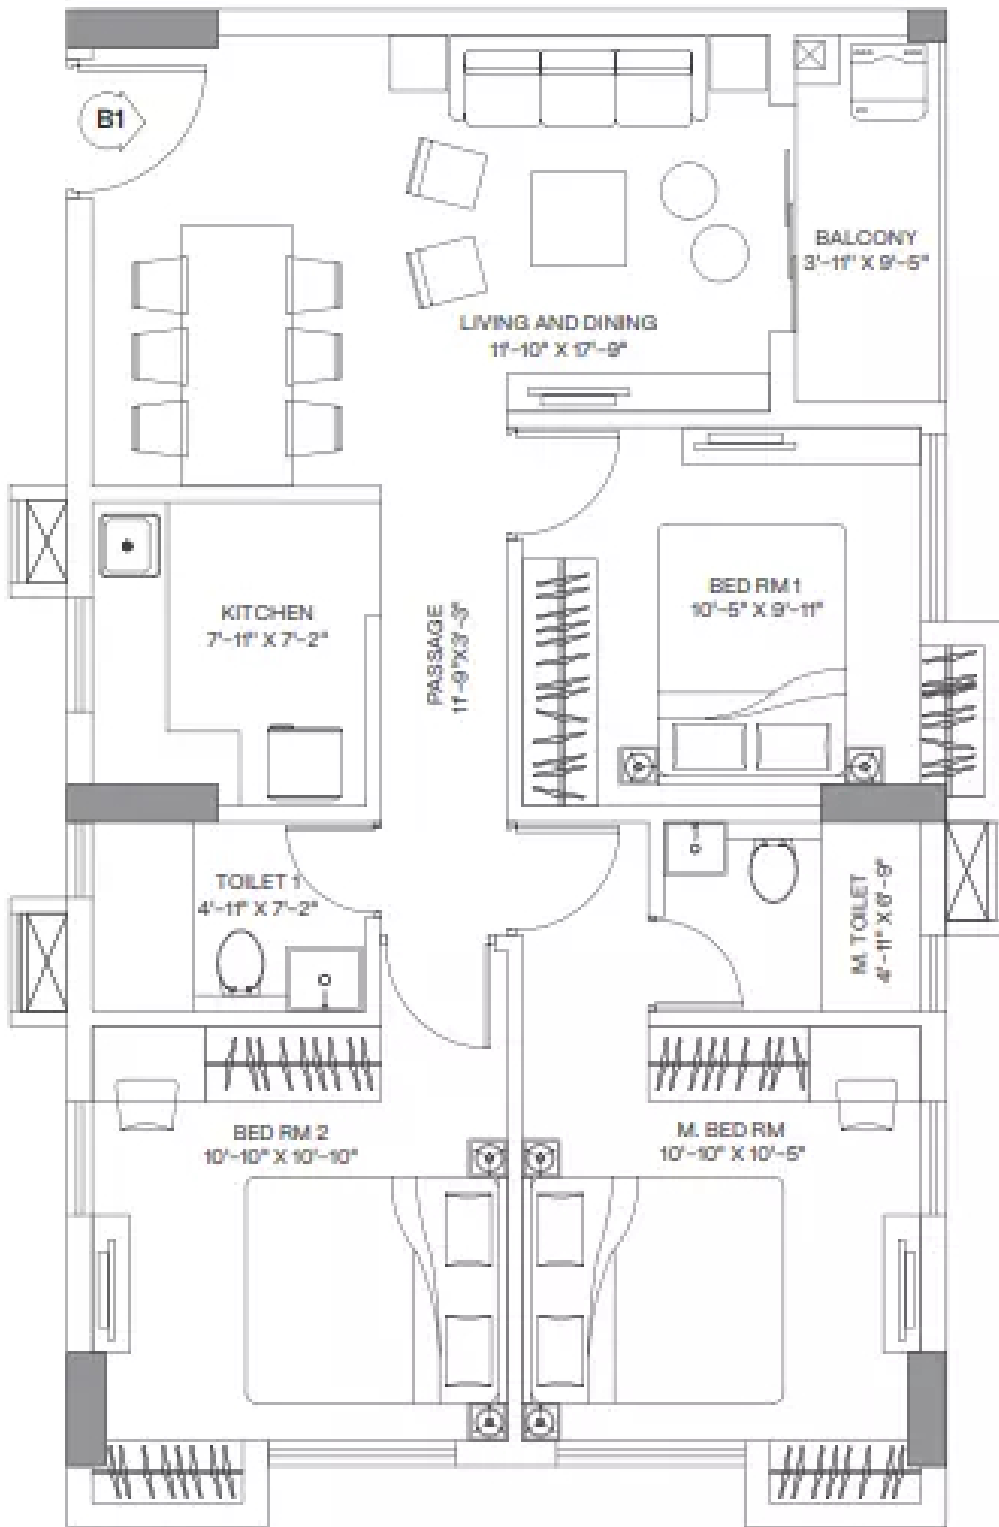 B1
BALCONY
3'-11" X 9'-5"
LIVING AND DINING
11'-10" X 17'-9"
BED RM 1
10'-5" X 9'-11"
KITCHEN
7'-11" X 7'-2"
PASSAGE
11'-9"X3'-3"
TOILET 1
4'-11" X 7'-2"
M. TOILET
4'-11" X 6'-9"
BED RM 2
10'-10" X 10'-10"
M. BED RM
10'-10" X 10'-5"